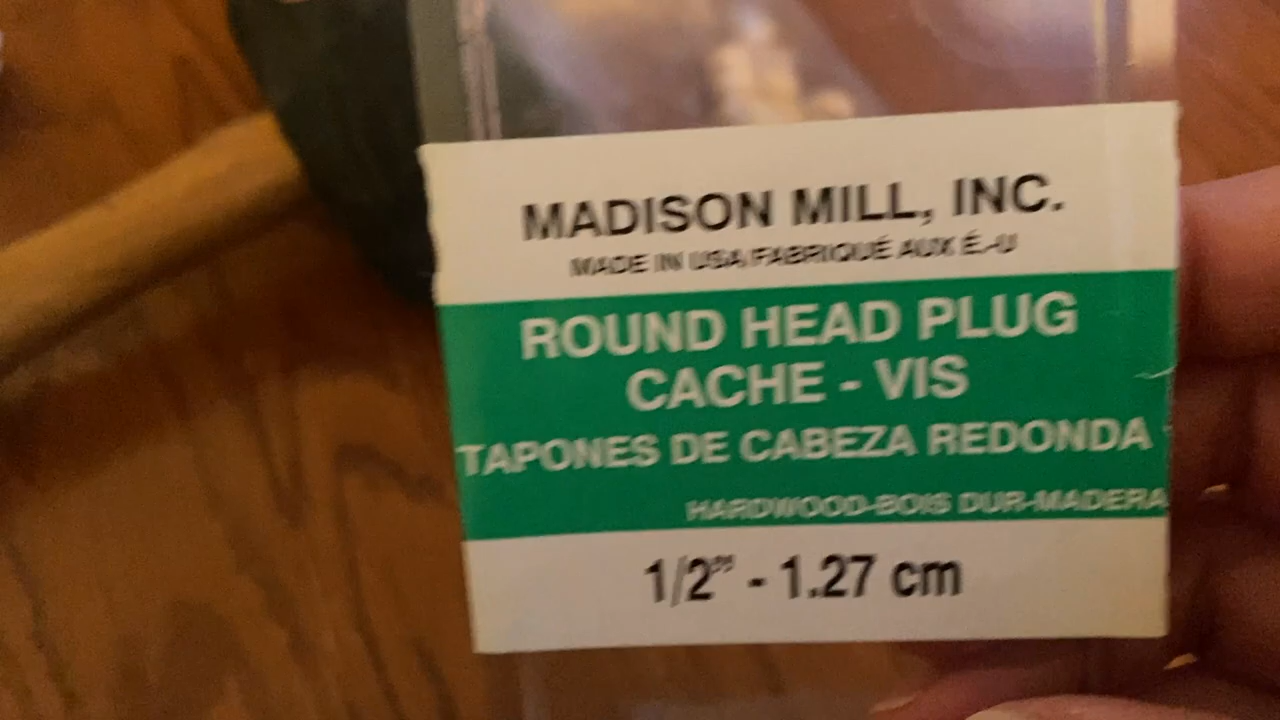 MADISON MILL, INC.
MADE IN USA/FABRIQUÉ AUX É.-U
ROUND HEAD PLUG
CACHE - VIS
TAPONES DE CABEZA REDONDA
HARDWOOD-BOIS DUR-MADERA
1/2” - 1.27 cm